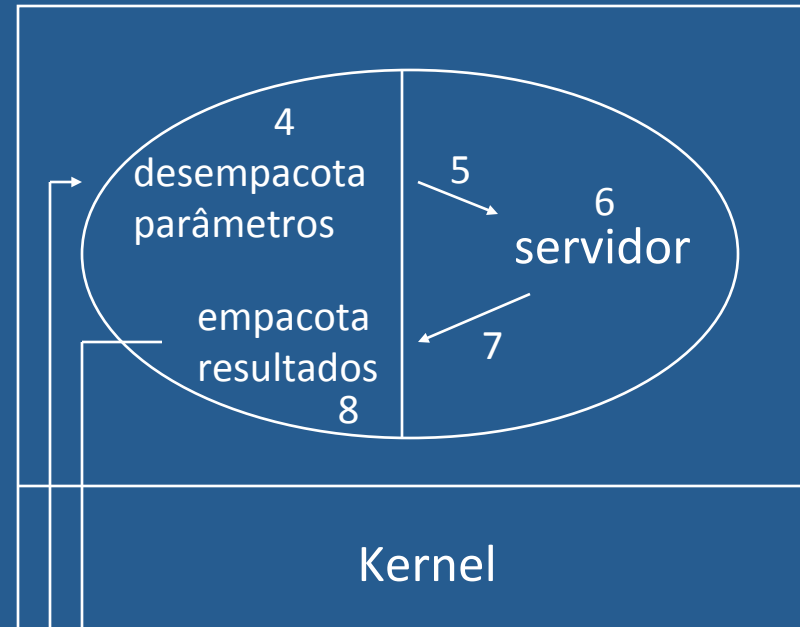 4
desempacota
parâmetros
5
6
servidor
empacota
resultados
8
7
Kernel